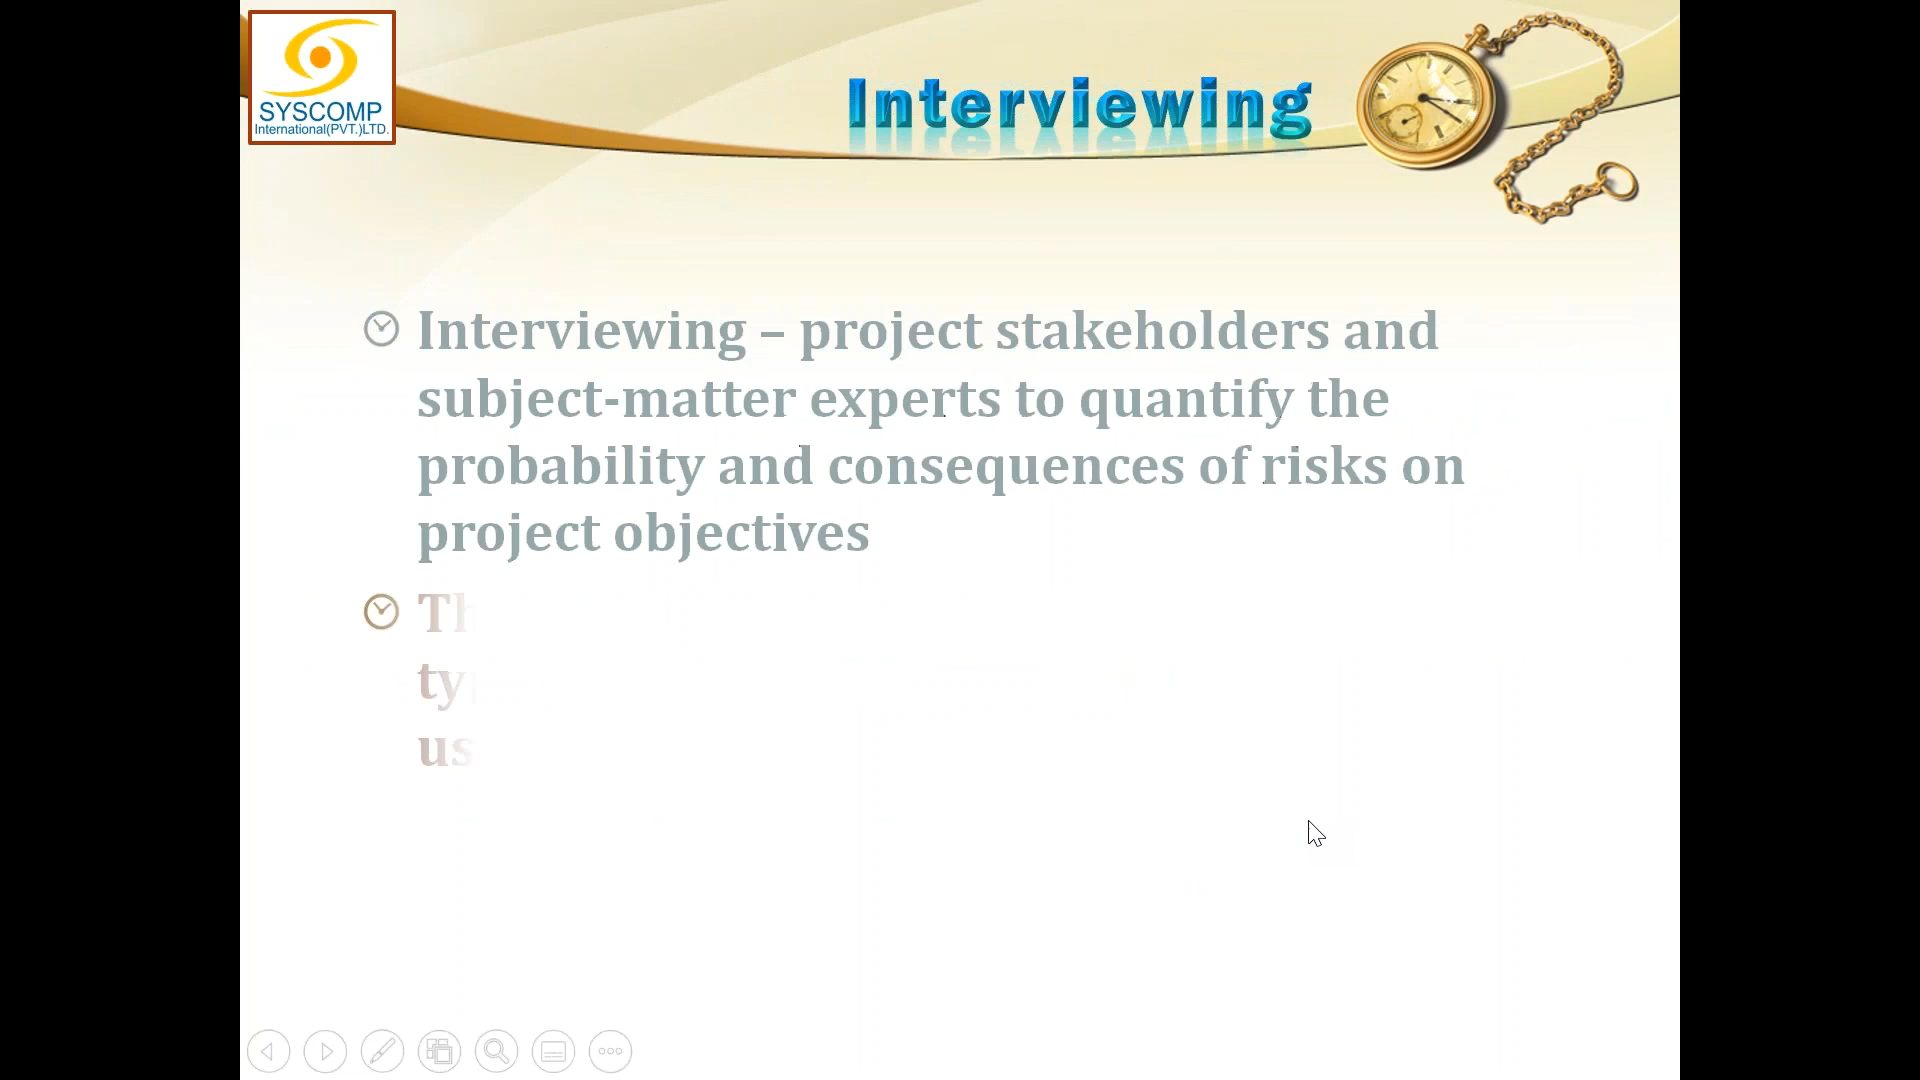 SYSCOMP
International(PVT.)LTD.
Interviewing
Interviewing – project stakeholders and
subject-matter experts to quantify the
probability and consequences of risks on
project objectives